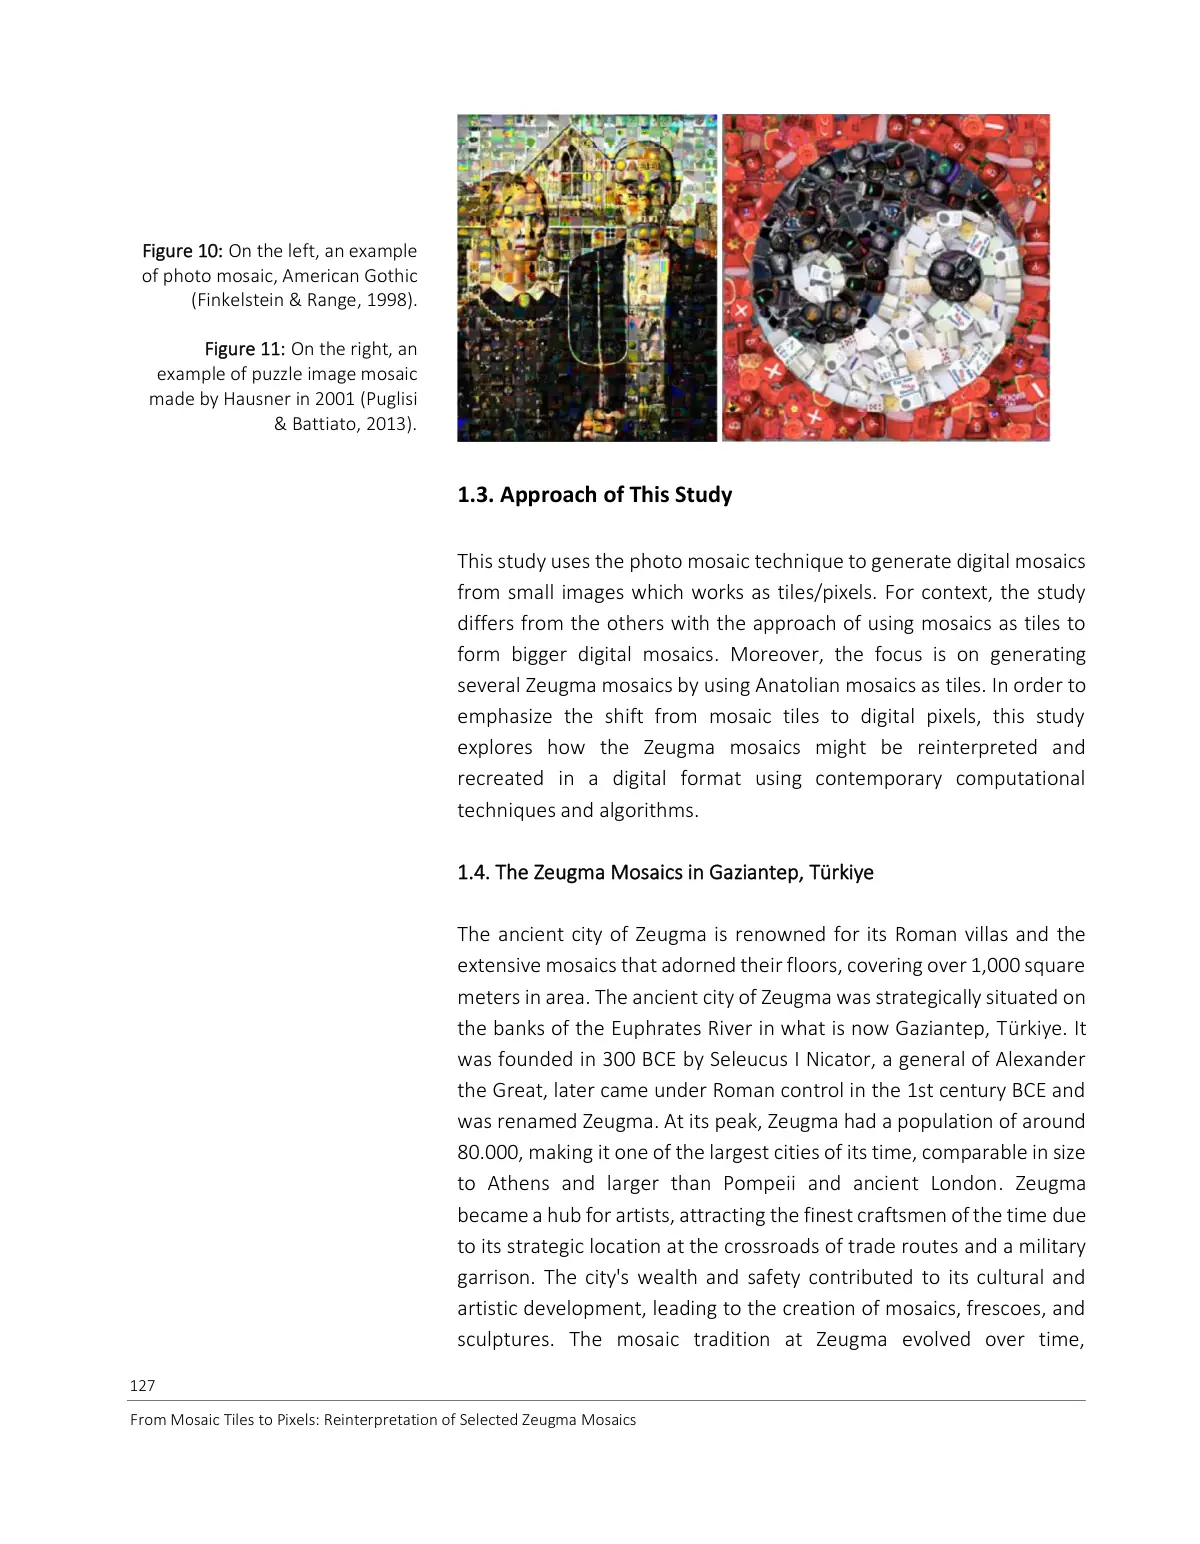 Figure 10: On the left, an example
of photo mosaic, American Gothic
(Finkelstein & Range, 1998).
Figure 11: On the right, an
example of puzzle image mosaic
made by Hausner in 2001 (Puglisi
& Battiato, 2013).
1.3. Approach of This Study
This study uses the photo mosaic technique to generate digital mosaics
from small images which works as tiles/pixels. For context, the study
differs from the others with the approach of using mosaics as tiles to
form bigger digital mosaics. Moreover, the focus is on generating
several Zeugma mosaics by using Anatolian mosaics as tiles. In order to
emphasize the shift from mosaic tiles to digital pixels, this study
explores how the Zeugma mosaics might be reinterpreted and
recreated in a digital format using contemporary computational
techniques and algorithms.
1.4. The Zeugma Mosaics in Gaziantep, Türkiye
The ancient city of Zeugma is renowned for its Roman villas and the
extensive mosaics that adorned their floors, covering over 1,000 square
meters in area. The ancient city of Zeugma was strategically situated on
the banks of the Euphrates River in what is now Gaziantep, Türkiye. It
was founded in 300 BCE by Seleucus I Nicator, a general of Alexander
the Great, later came under Roman control in the 1st century BCE and
was renamed Zeugma. At its peak, Zeugma had a population of around
80.000, making it one of the largest cities of its time, comparable in size
to Athens and larger than Pompeii and ancient London. Zeugma
became a hub for artists, attracting the finest craftsmen of the time due
to its strategic location at the crossroads of trade routes and a military
garrison. The city's wealth and safety contributed to its cultural and
artistic development, leading to the creation of mosaics, frescoes, and
sculptures. The mosaic tradition at Zeugma evolved over time,
127
From Mosaic Tiles to Pixels: Reinterpretation of Selected Zeugma Mosaics